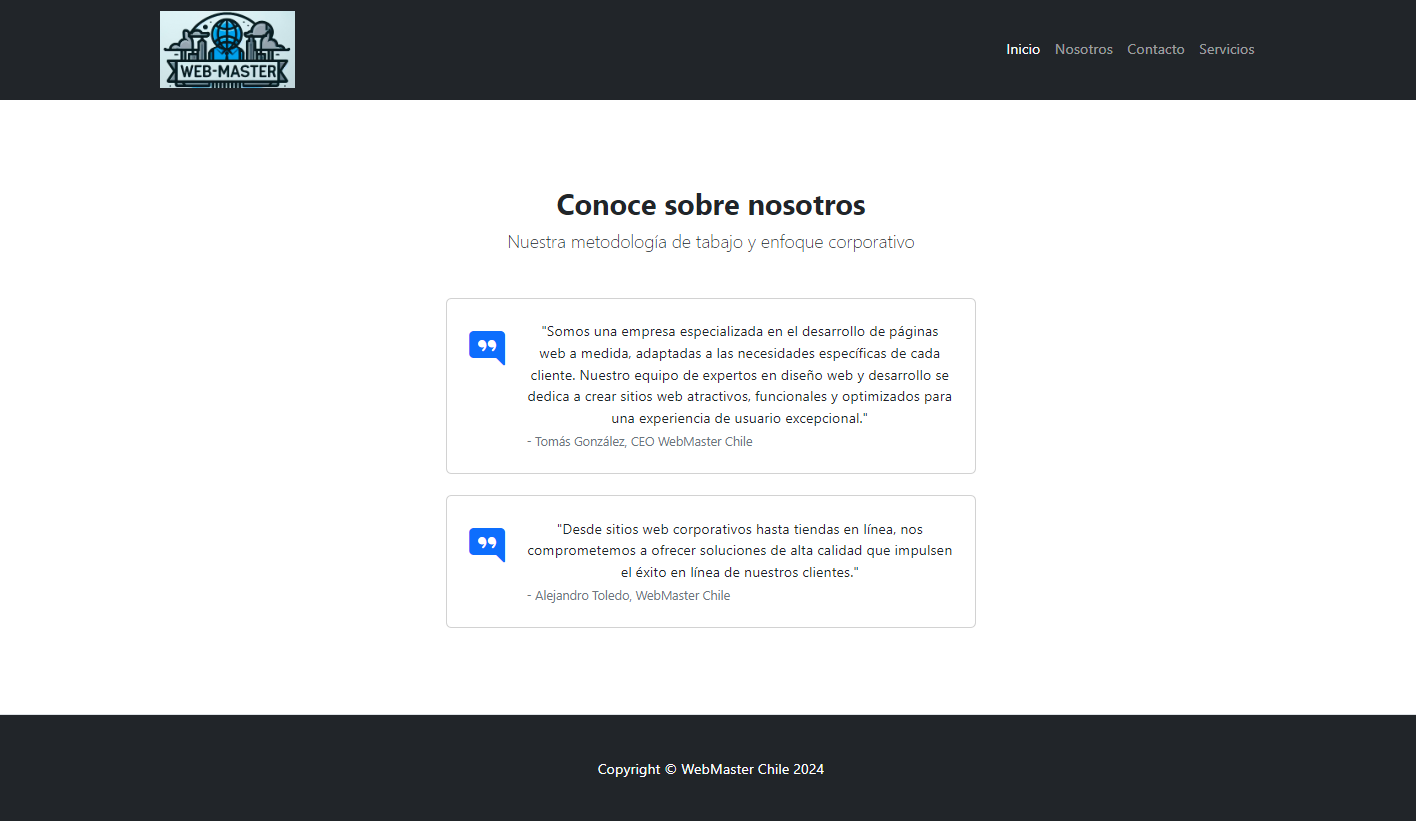 WEB-MASTER
Inicio Nosotros Contacto Servicios
Conoce sobre nosotros
Nuestra metodología de tabajo y enfoque corporativo
"Somos una empresa especializada en el desarrollo de páginas
web a medida, adaptadas a las necesidades específicas de cada
cliente. Nuestro equipo de expertos en diseño web y desarrollo se
dedica a crear sitios web atractivos, funcionales y optimizados para
una experiencia de usuario excepcional."
- Tomás González, CEO WebMaster Chile
"Desde sitios web corporativos hasta tiendas en línea, nos
comprometemos a ofrecer soluciones de alta calidad que impulsen
el éxito en línea de nuestros clientes."
- Alejandro Toledo, WebMaster Chile
Copyright © WebMaster Chile 2024